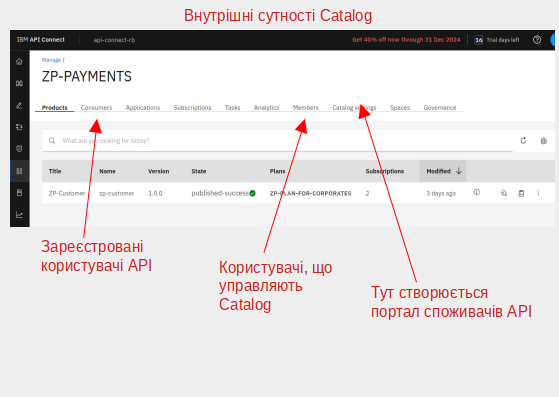 Внутрішні сутності Catalog
IBM API Connect api-connect-rb Get 40% off now through 31 Dec 2024 16 Trial days left
Manage /
ZP-PAYMENTS
Products Consumers Applications Subscriptions Tasks Analytics Members Catalog settings Spaces Governance
What are you looking for today?
Title Name Version State Plans Subscriptions Modified
ZP-Customer zp-customer 1.0.0 published-success ZP-PLAN-FOR-CORPORATES 2 3 days ago
Зареєстровані
користувачі API
Користувачі, що
управляють
Catalog
Тут створюється
портал споживачів API